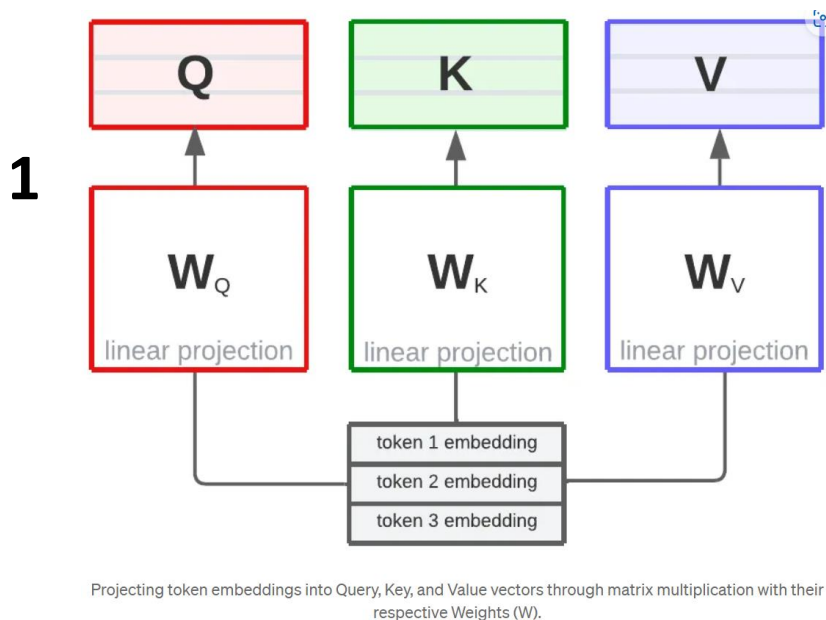 Q K V
1
WQ WK WV
linear projection linear projection linear projection
token 1 embedding
token 2 embedding
token 3 embedding
Projecting token embeddings into Query, Key, and Value vectors through matrix multiplication with their
respective Weights (W).